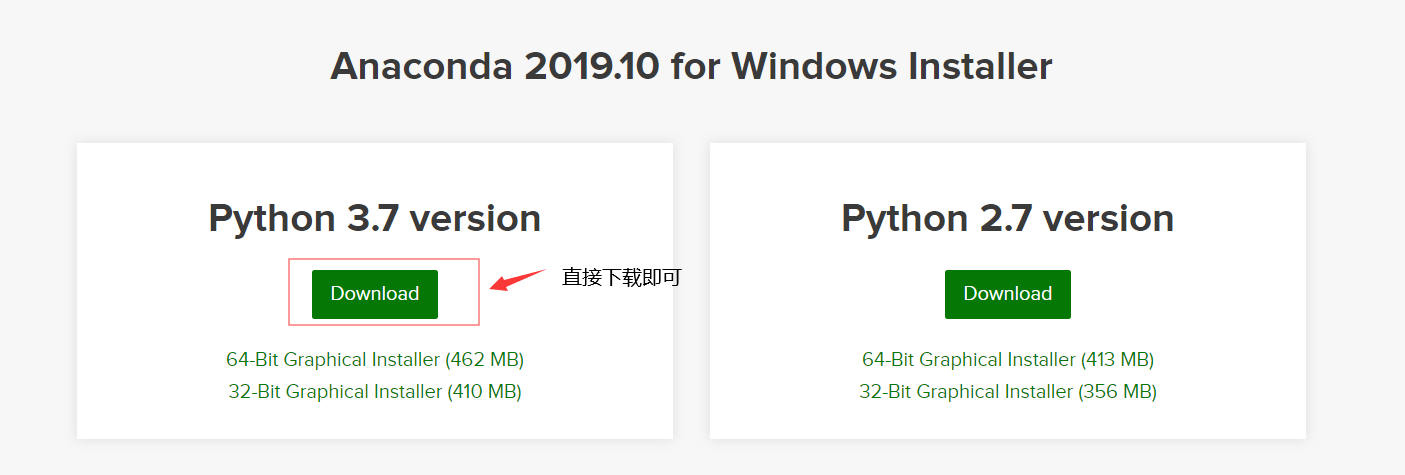 Anaconda 2019.10 for Windows Installer
Python 3.7 version
Download
直接下载即可
64-Bit Graphical Installer (462 MB)
32-Bit Graphical Installer (410 MB)
Python 2.7 version
Download
64-Bit Graphical Installer (413 MB)
32-Bit Graphical Installer (356 MB)